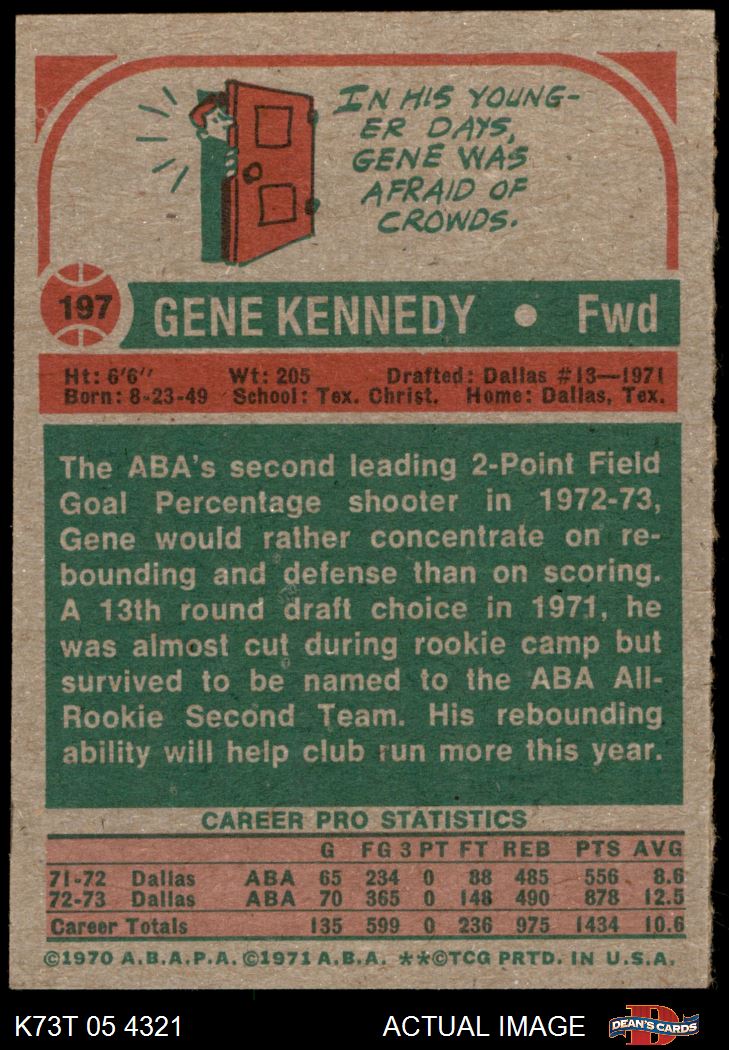 IN HIS YOUNG-
ER DAYS,
GENE WAS
AFRAID OF
CROWDS.
197 GENE KENNEDY • Fwd
Ht: 6'6" Wt: 205 Drafted: Dallas #13—1971
Born: 8-23-49 School: Tex. Christ. Home: Dallas, Tex.
The ABA's second leading 2-Point Field
Goal Percentage shooter in 1972-73,
Gene would rather concentrate on re-
bounding and defense than on scoring.
A 13th round draft choice in 1971, he
was almost cut during rookie camp but
survived to be named to the ABA All-
Rookie Second Team. His rebounding
ability will help club run more this year.
CAREER PRO STATISTICS
G FG 3 PT FT REB PTS AVG
71-72 Dallas ABA 65 234 0 88 485 556 8.6
72-73 Dallas ABA 70 365 0 148 490 878 12.5
Career Totals 135 599 0 236 975 1434 10.6
©1970 A.B.A.P.A. ©1971 A.B.A. **©TCG PRTD. IN U.S.A.
K73T 05 4321 ACTUAL IMAGE DEAN'S CARDS